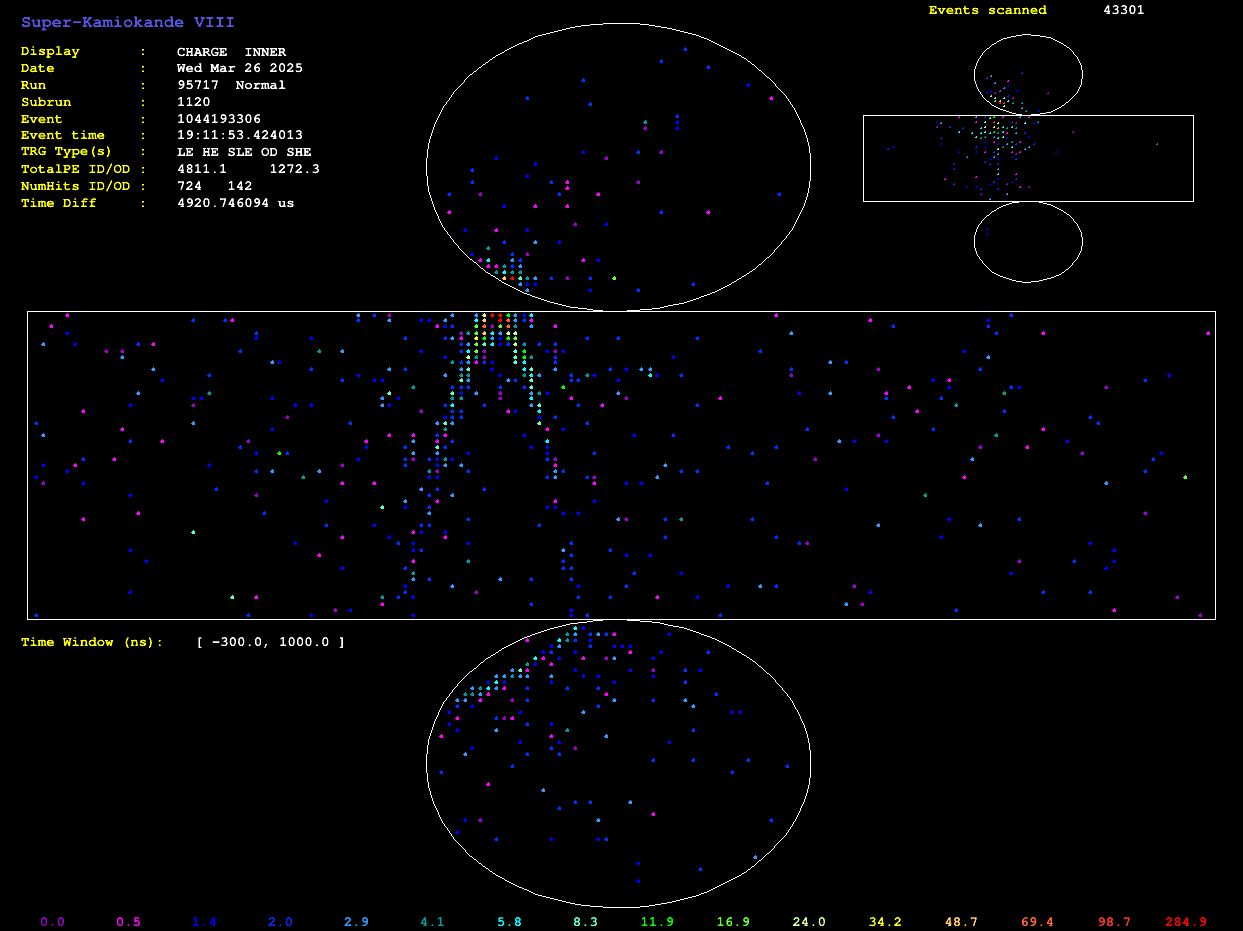 Super-Kamiokande VIII
Events scanned 43301
Display : CHARGE INNER
Date : Wed Mar 26 2025
Run : 95717 Normal
Subrun : 1120
Event : 1044193306
Event time : 19:11:53.424013
TRG Type(s) : LE HE SLE OD SHE
TotalPE ID/OD : 4811.1 1272.3
NumHits ID/OD : 724 142
Time Diff : 4920.746094 us
Time Window (ns): [ -300.0, 1000.0 ]
0.0 0.5 1.4 2.0 2.9 4.1 5.8 8.3 11.9 16.9 24.0 34.2 48.7 69.4 98.7 284.9